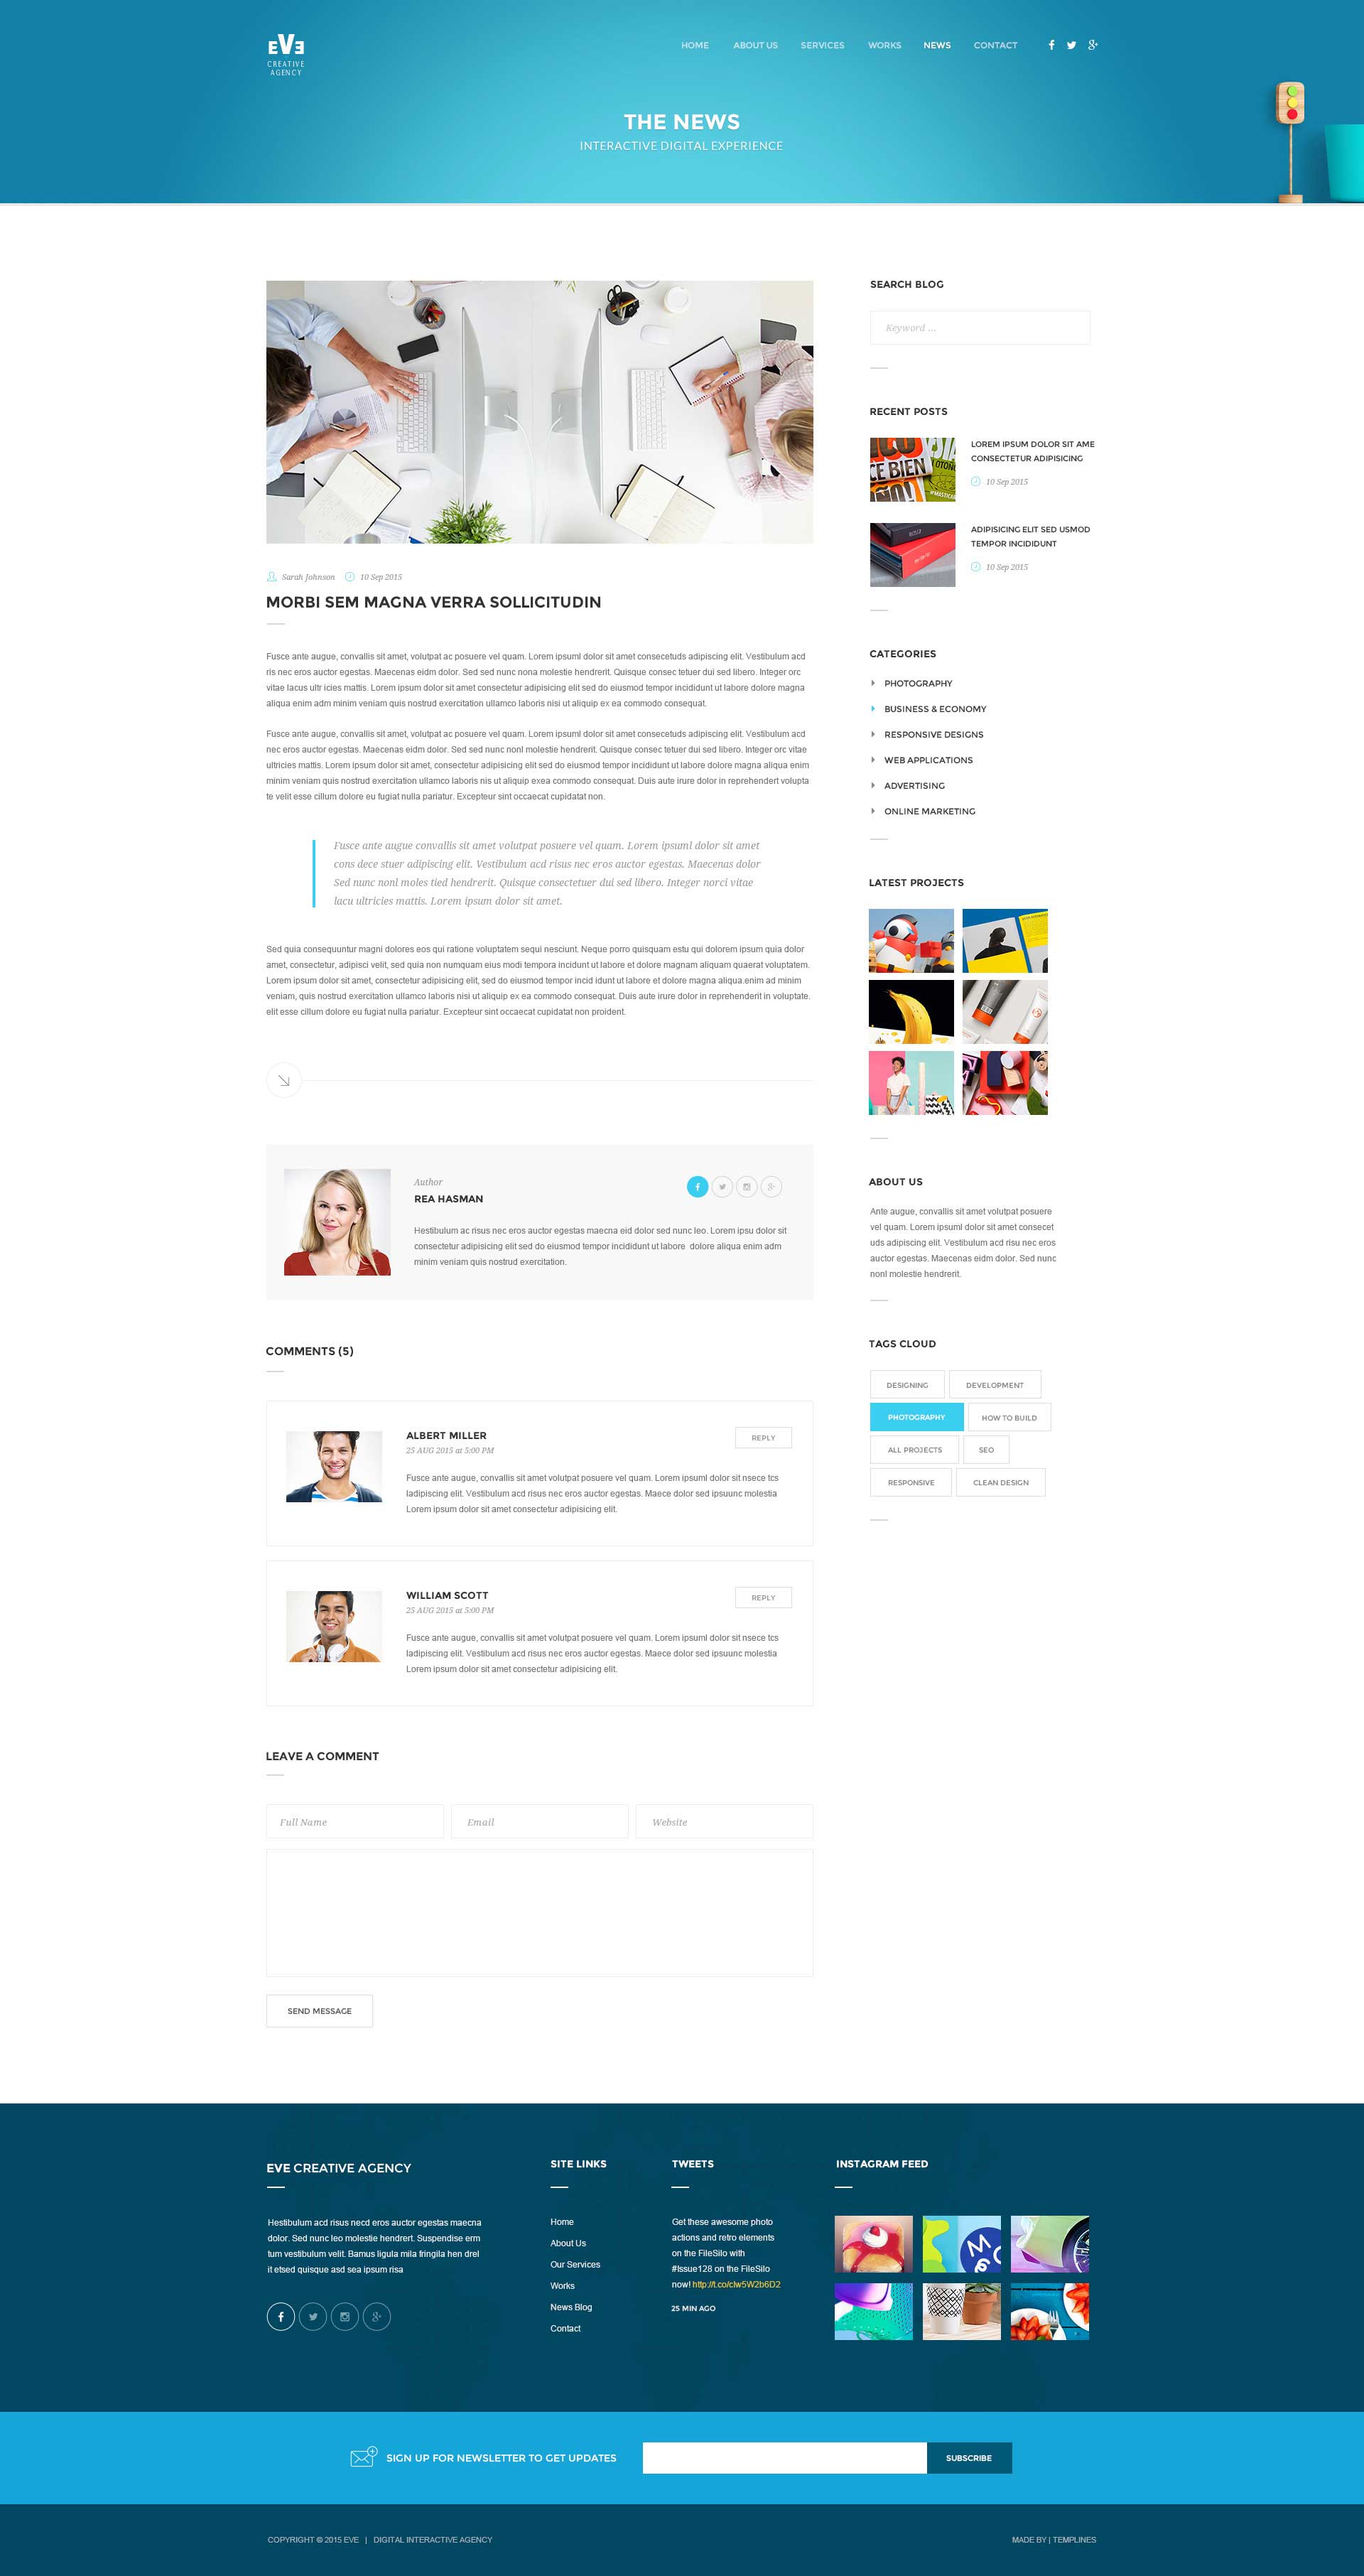 EVE
CREATIVE
AGENCY
HOME ABOUT US SERVICES WORKS NEWS CONTACT
THE NEWS
INTERACTIVE DIGITAL EXPERIENCE
Sarah Johnson 10 Sep 2015
MORBI SEM MAGNA VERRA SOLLICITUDIN
Fusce ante augue, convallis sit amet, volutpat ac posuere vel quam. Lorem ipsuml dolor sit amet consecetuds adipiscing elit. Vestibulum acd
ris nec eros auctor egestas. Maecenas eidm dolor. Sed sed nunc nona molestie hendrerit. Quisque consec tetuer dui sed libero. Integer orc
vitae lacus ultr icies mattis. Lorem ipsum dolor sit amet consectetur adipisicing elit sed do eiusmod tempor incididunt ut labore dolore magna
aliqua enim adm minim veniam quis nostrud exercitation ullamco laboris nisi ut aliquip ex ea commodo consequat.
Fusce ante augue, convallis sit amet, volutpat ac posuere vel quam. Lorem ipsuml dolor sit amet consecetuds adipiscing elit. Vestibulum acd
nec eros auctor egestas. Maecenas eidm dolor. Sed sed nunc nonl molestie hendrerit. Quisque consec tetuer dui sed libero. Integer orc vitae
ultricies mattis. Lorem ipsum dolor sit amet, consectetur adipisicing elit sed do eiusmod tempor incididunt ut labore dolore magna aliqua enim
minim veniam quis nostrud exercitation ullamco laboris nis ut aliquip exea commodo consequat. Duis aute irure dolor in reprehendert volupta
te velit esse cillum dolore eu fugiat nulla pariatur. Excepteur sint occaecat cupidatat non.
Fusce ante augue convallis sit amet volutpat posuere vel quam. Lorem ipsuml dolor sit amet
cons dece stuer adipiscing elit. Vestibulum acd risus nec eros auctor egestas. Maecenas dolor
Sed nunc nonl moles tied hendrerit. Quisque consectetuer dui sed libero. Integer norci vitae
lacu ultricies mattis. Lorem ipsum dolor sit amet.
Sed quia consequuntur magni dolores eos qui ratione voluptatem sequi nesciunt. Neque porro quisquam estu qui dolorem ipsum quia dolor
amet, consectetur, adipisci velit, sed quia non numquam eius modi tempora incidunt ut labore et dolore magnam aliquam quaerat voluptatem.
Lorem ipsum dolor sit amet, consectetur adipisicing elit, sed do eiusmod tempor incid idunt ut labore et dolore magna aliqua.enim ad minim
veniam, quis nostrud exercitation ullamco laboris nisi ut aliquip ex ea commodo consequat. Duis aute irure dolor in reprehenderit in voluptate.
elit esse cillum dolore eu fugiat nulla pariatur. Excepteur sint occaecat cupidatat non proident.
Author
REA HASMAN
Hestibulum ac risus nec eros auctor egestas maecna eid dolor sed nunc leo. Lorem ipsu dolor sit
consectetur adipisicing elit sed do eiusmod tempor incididunt ut labore dolore aliqua enim adm
minim veniam quis nostrud exercitation.
COMMENTS (5)
ALBERT MILLER
REPLY
25 AUG 2015 at 5:00 PM
Fusce ante augue, convallis sit amet volutpat posuere vel quam. Lorem ipsuml dolor sit nsece tcs
ladipiscing elit. Vestibulum acd risus nec eros auctor egestas. Maece dolor sed ipsuunc molestia
Lorem ipsum dolor sit amet consectetur adipisicing elit.
WILLIAM SCOTT
REPLY
25 AUG 2015 at 5:00 PM
Fusce ante augue, convallis sit amet volutpat posuere vel quam. Lorem ipsuml dolor sit nsece tcs
ladipiscing elit. Vestibulum acd risus nec eros auctor egestas. Maece dolor sed ipsuunc molestia
Lorem ipsum dolor sit amet consectetur adipisicing elit.
LEAVE A COMMENT
Full Name Email Website
SEND MESSAGE
SEARCH BLOG
Keyword ...
RECENT POSTS
LOREM IPSUM DOLOR SIT AME
CONSECTETUR ADIPISICING
10 Sep 2015
ADIPISICING ELIT SED USMOD
TEMPOR INCIDIDUNT
10 Sep 2015
CATEGORIES
PHOTOGRAPHY
BUSINESS & ECONOMY
RESPONSIVE DESIGNS
WEB APPLICATIONS
ADVERTISING
ONLINE MARKETING
LATEST PROJECTS
ABOUT US
Ante augue, convallis sit amet volutpat posuere
vel quam. Lorem ipsuml dolor sit amet consecet
uds adipiscing elit. Vestibulum acd risu nec eros
auctor egestas. Maecenas eidm dolor. Sed nunc
nonl molestie hendrerit.
TAGS CLOUD
DESIGNING DEVELOPMENT
PHOTOGRAPHY HOW TO BUILD
ALL PROJECTS SEO
RESPONSIVE CLEAN DESIGN
EVE CREATIVE AGENCY
Hestibulum acd risus necd eros auctor egestas maecna
dolor. Sed nunc leo molestie hendrert. Suspendise erm
tum vestibulum velit. Bamus ligula mila fringila hen drel
it etsed quisque asd sea ipsum risa
SITE LINKS
Home
About Us
Our Services
Works
News Blog
Contact
TWEETS
Get these awesome photo
actions and retro elements
on the FileSilo with
#Issue128 on the FileSilo
now! http://t.co/clw5W2b6D2
25 MIN AGO
INSTAGRAM FEED
SIGN UP FOR NEWSLETTER TO GET UPDATES
SUBSCRIBE
COPYRIGHT © 2015 EVE | DIGITAL INTERACTIVE AGENCY
MADE BY | TEMPLINES